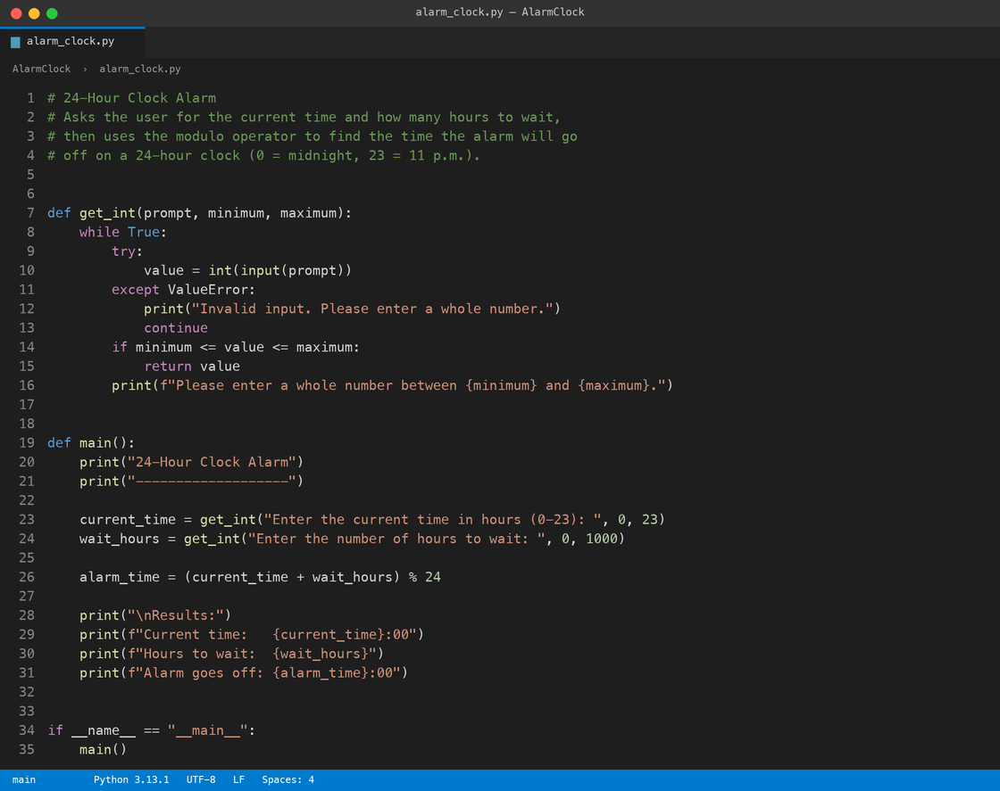 alarm_clock.py — AlarmClock
alarm_clock.py
AlarmClock › alarm_clock.py
1 # 24-Hour Clock Alarm
2 # Asks the user for the current time and how many hours to wait,
3 # then uses the modulo operator to find the time the alarm will go
4 # off on a 24-hour clock (0 = midnight, 23 = 11 p.m.).
5
6
7 def get_int(prompt, minimum, maximum):
8     while True:
9         try:
10             value = int(input(prompt))
11         except ValueError:
12             print("Invalid input. Please enter a whole number.")
13             continue
14         if minimum <= value <= maximum:
15             return value
16         print(f"Please enter a whole number between {minimum} and {maximum}.")
17
18
19 def main():
20     print("24-Hour Clock Alarm")
21     print("-------------------")
22
23     current_time = get_int("Enter the current time in hours (0-23): ", 0, 23)
24     wait_hours = get_int("Enter the number of hours to wait: ", 0, 1000)
25
26     alarm_time = (current_time + wait_hours) % 24
27
28     print("\nResults:")
29     print(f"Current time:   {current_time}:00")
30     print(f"Hours to wait:  {wait_hours}")
31     print(f"Alarm goes off: {alarm_time}:00")
32
33
34 if __name__ == "__main__":
35     main()
main Python 3.13.1 UTF-8 LF Spaces: 4